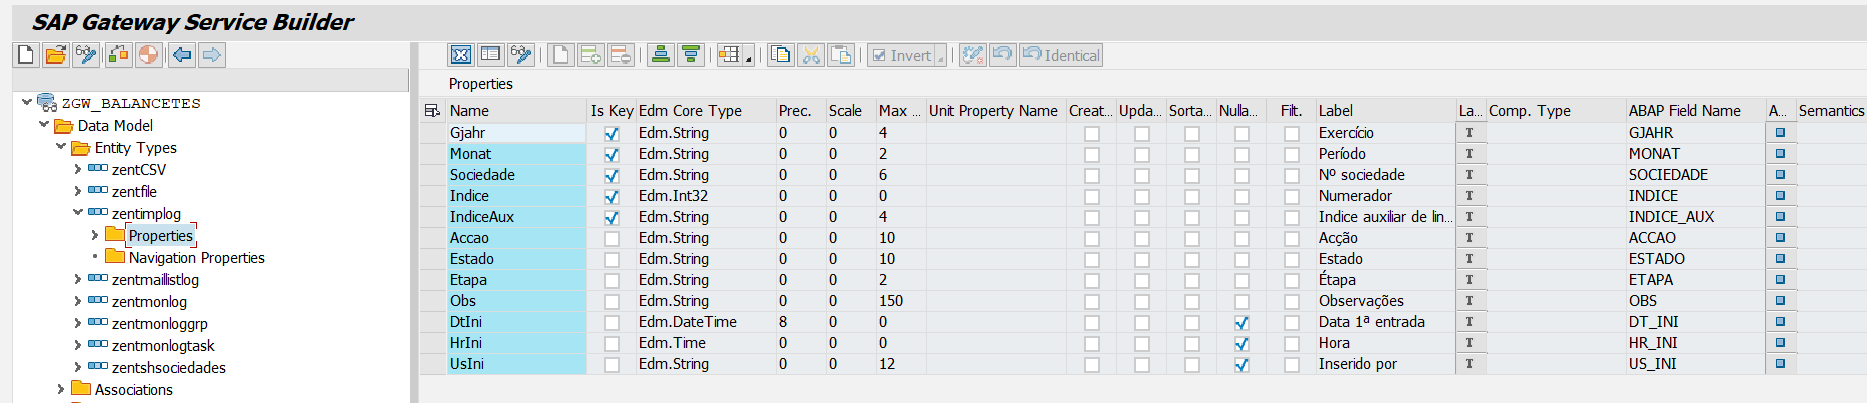 SAP Gateway Service Builder
Invert
Identical
Properties
ZGW_BALANCETES
Data Model
Entity Types
zentCSV
zentfile
zentimplog
Properties
Navigation Properties
zentmaillistlog
zentmonlog
zentmonloggrp
zentmonlogtask
zentshsociedades
Associations
Name Is Key Edm Core Type Prec. Scale Max ... Unit Property Name Creat... Upda... Sorta... Nulla... Filt. Label La... Comp. Type ABAP Field Name A... Semantics
Gjahr Edm.String 0 0 4 Exercício T GJAHR
Monat Edm.String 0 0 2 Período T MONAT
Sociedade Edm.String 0 0 6 Nº sociedade T SOCIEDADE
Indice Edm.Int32 0 0 0 Numerador T INDICE
IndiceAux Edm.String 0 0 4 Indice auxiliar de lin... T INDICE_AUX
Accao Edm.String 0 0 10 Acção T ACCAO
Estado Edm.String 0 0 10 Estado T ESTADO
Etapa Edm.String 0 0 2 Étapa T ETAPA
Obs Edm.String 0 0 150 Observações T OBS
DtIni Edm.DateTime 8 0 0 Data 1ª entrada T DT_INI
HrIni Edm.Time 0 0 0 Hora T HR_INI
UsIni Edm.String 0 0 12 Inserido por T US_INI